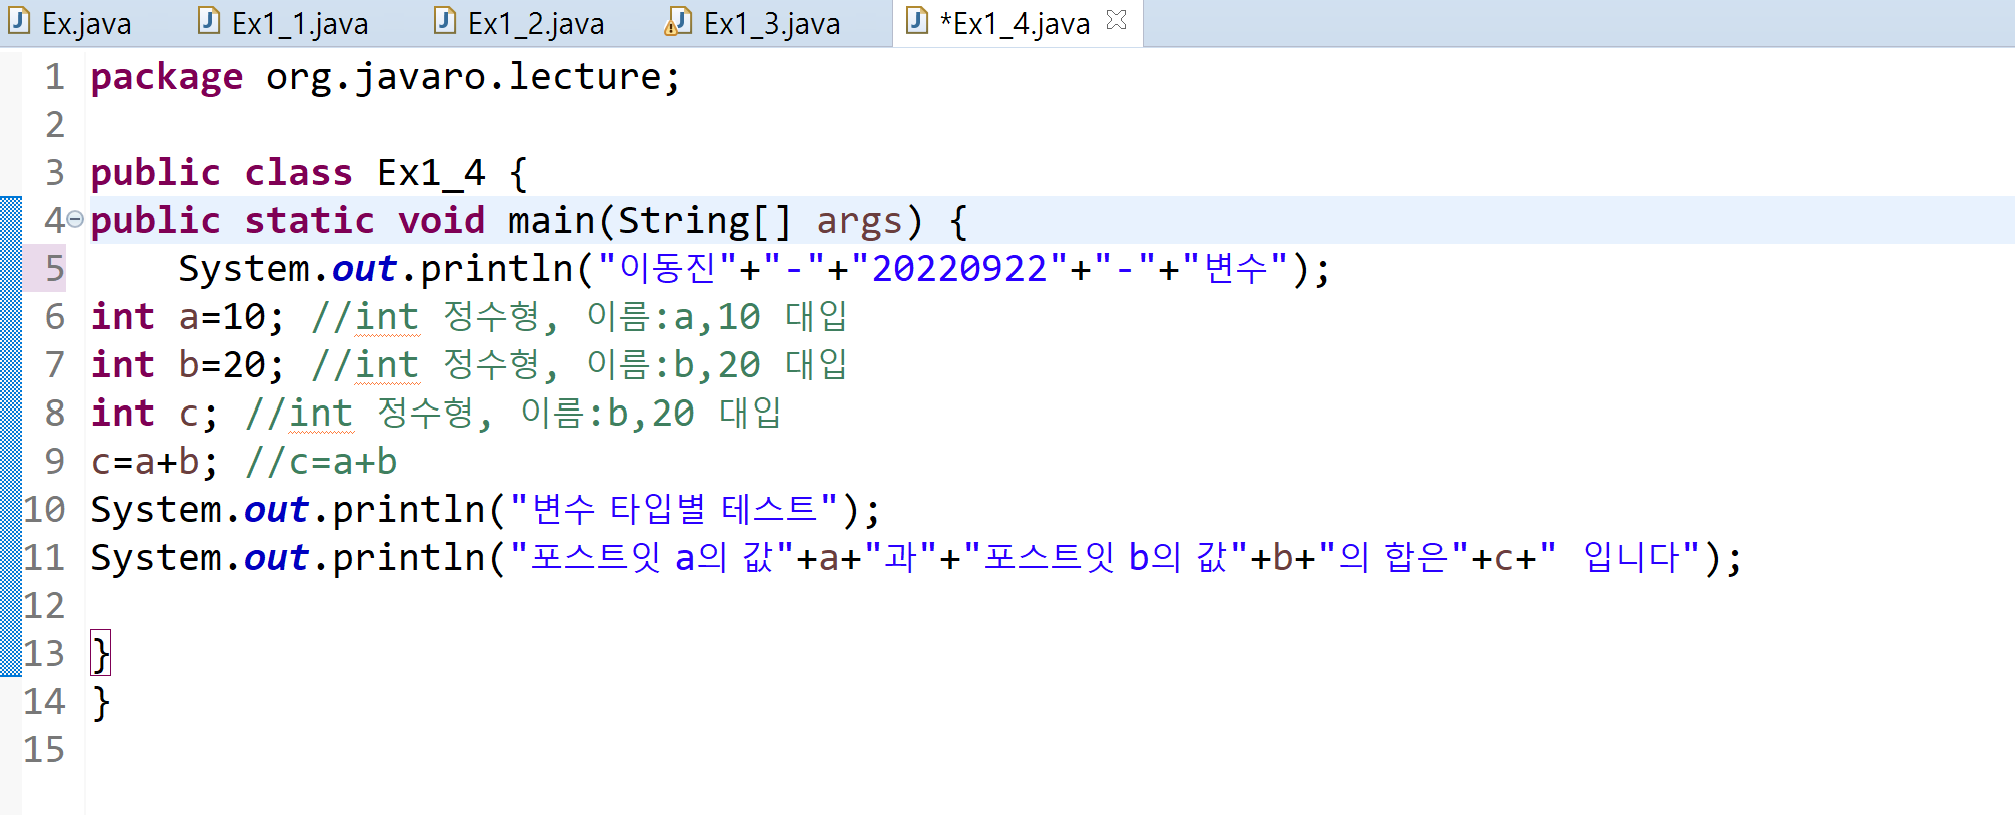 Ex.java Ex1_1.java Ex1_2.java Ex1_3.java *Ex1_4.java
1 package org.javaro.lecture;
2
3 public class Ex1_4 {
4 public static void main(String[] args) {
5     System.out.println("이동진"+"-"+"20220922"+"-"+"변수");
6 int a=10; //int 정수형, 이름:a,10 대입
7 int b=20; //int 정수형, 이름:b,20 대입
8 int c; //int 정수형, 이름:b,20 대입
9 c=a+b; //c=a+b
10 System.out.println("변수 타입별 테스트");
11 System.out.println("포스트잇 a의 값"+a+"과"+"포스트잇 b의 값"+b+"의 합은"+c+" 입니다");
12
13 }
14 }
15